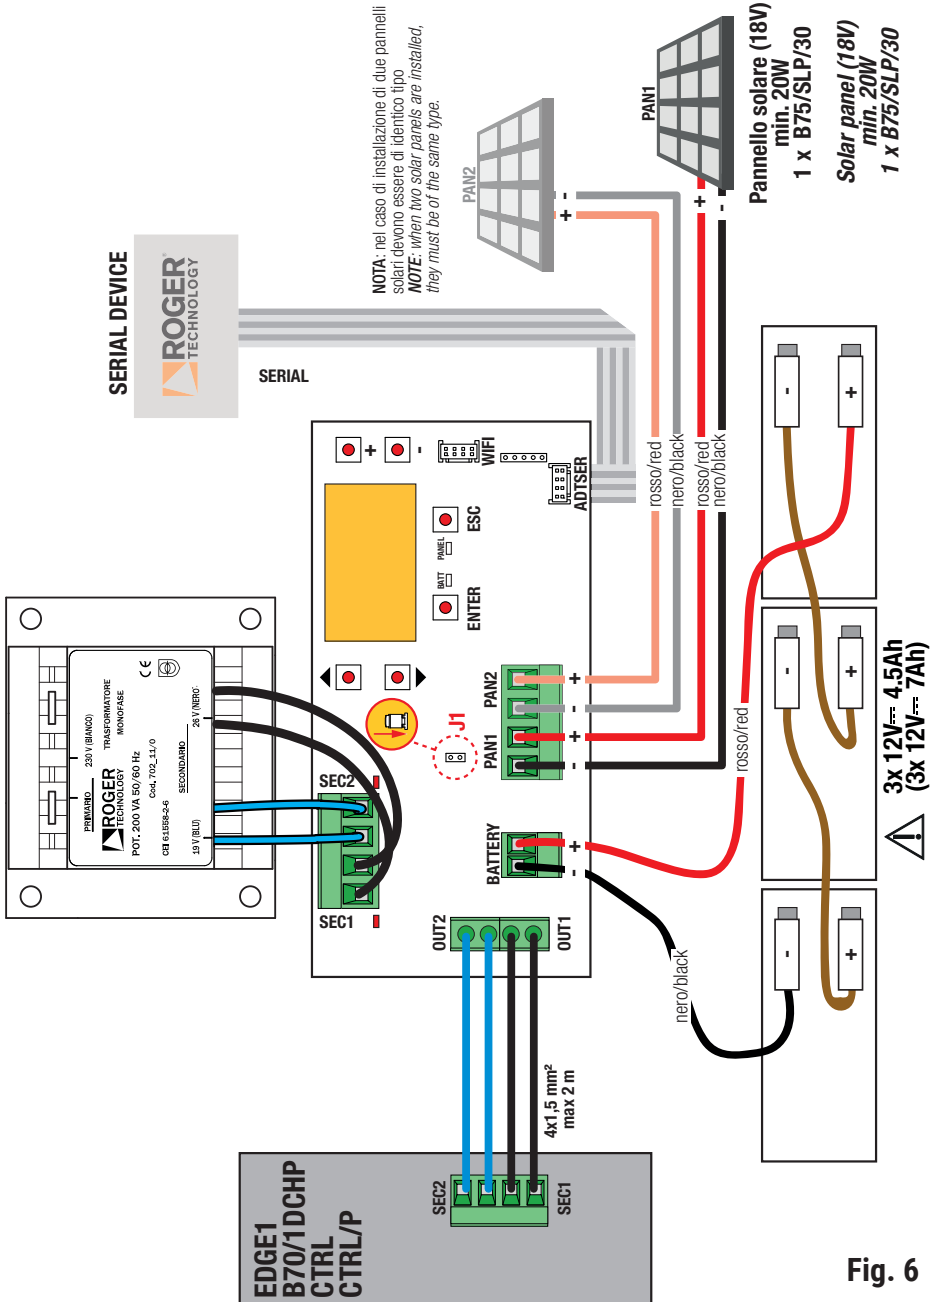 SERIAL DEVICE
ROGER
TECHNOLOGY
SERIAL
NOTA: nel caso di installazione di due pannelli
solari devono essere di identico tipo
NOTE: when two solar panels are installed,
they must be of the same type.
PAN2
- +
PAN1
+ -
Pannello solare (18V)
min. 20W
1 x B75/SLP/30
Solar panel (18V)
min. 20W
1 x B75/SLP/30
PRIMARIO
230 V (BIANCO)
ROGER
TECHNOLOGY
TRASFORMATORE
MONOFASE
POT. 200 VA 50/60 Hz
Cod. 702_11/0
CEI 61558-2-6
CE
SECONDARIO
19 V (BLU)
26 V (NERO)
+
-
WIFI
ADTSER
ESC
PANEL
BATT
ENTER
J1
SEC2
SEC1
PAN2
PAN1
+
-
+
-
BATTERY
+
-
OUT2
OUT1
rosso/red
nero/black
rosso/red
nero/black
rosso/red
nero/black
4x1,5 mm²
max 2 m
EDGE1
B70/1DCHP
CTRL
CTRL/P
SEC2
SEC1
- +
- +
- +
3x 12V⎓ 4.5Ah
(3x 12V⎓ 7Ah)
Fig. 6